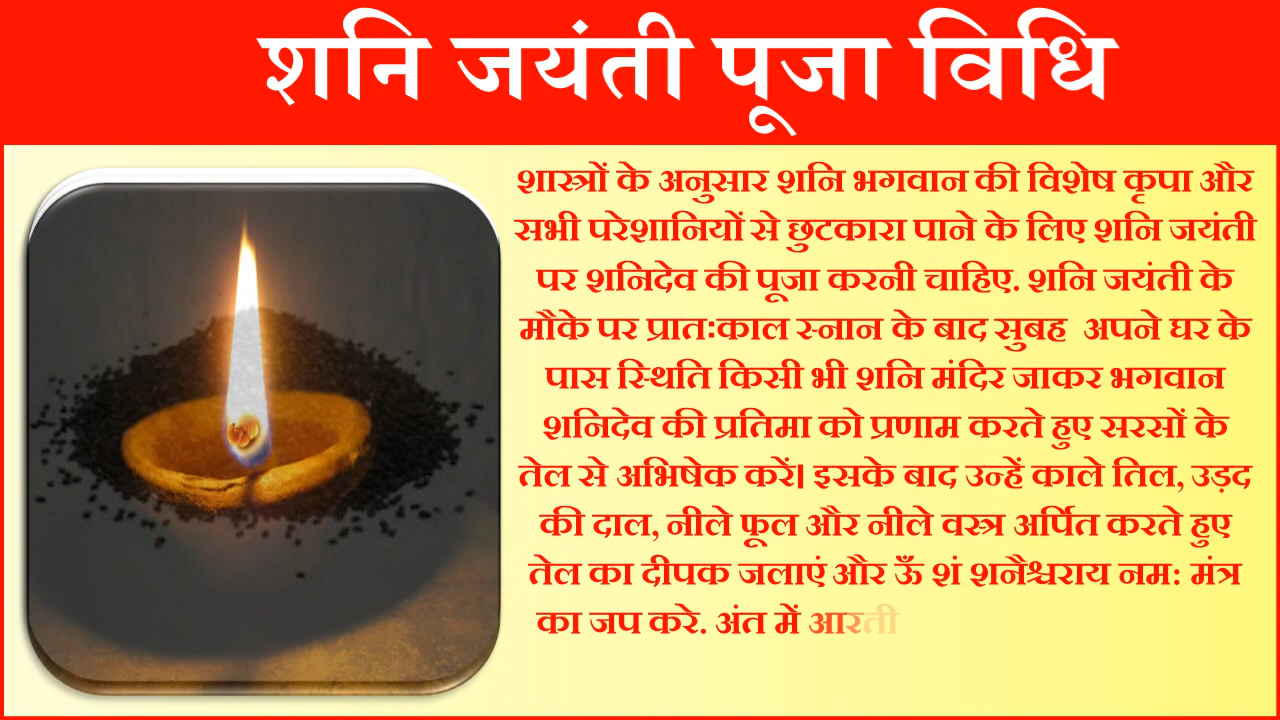 शनि जयंती पूजा विधि
शास्त्रों के अनुसार शनि भगवान की विशेष कृपा और
सभी परेशानियों से छुटकारा पाने के लिए शनि जयंती
पर शनिदेव की पूजा करनी चाहिए. शनि जयंती के
मौके पर प्रातःकाल स्नान के बाद सुबह अपने घर के
पास स्थिति किसी भी शनि मंदिर जाकर भगवान
शनिदेव की प्रतिमा को प्रणाम करते हुए सरसों के
तेल से अभिषेक करें। इसके बाद उन्हें काले तिल, उड़द
की दाल, नीले फूल और नीले वस्त्र अर्पित करते हुए
तेल का दीपक जलाएं और ऊँ शं शनैश्चराय नमः मंत्र
का जप करे. अंत में आरती